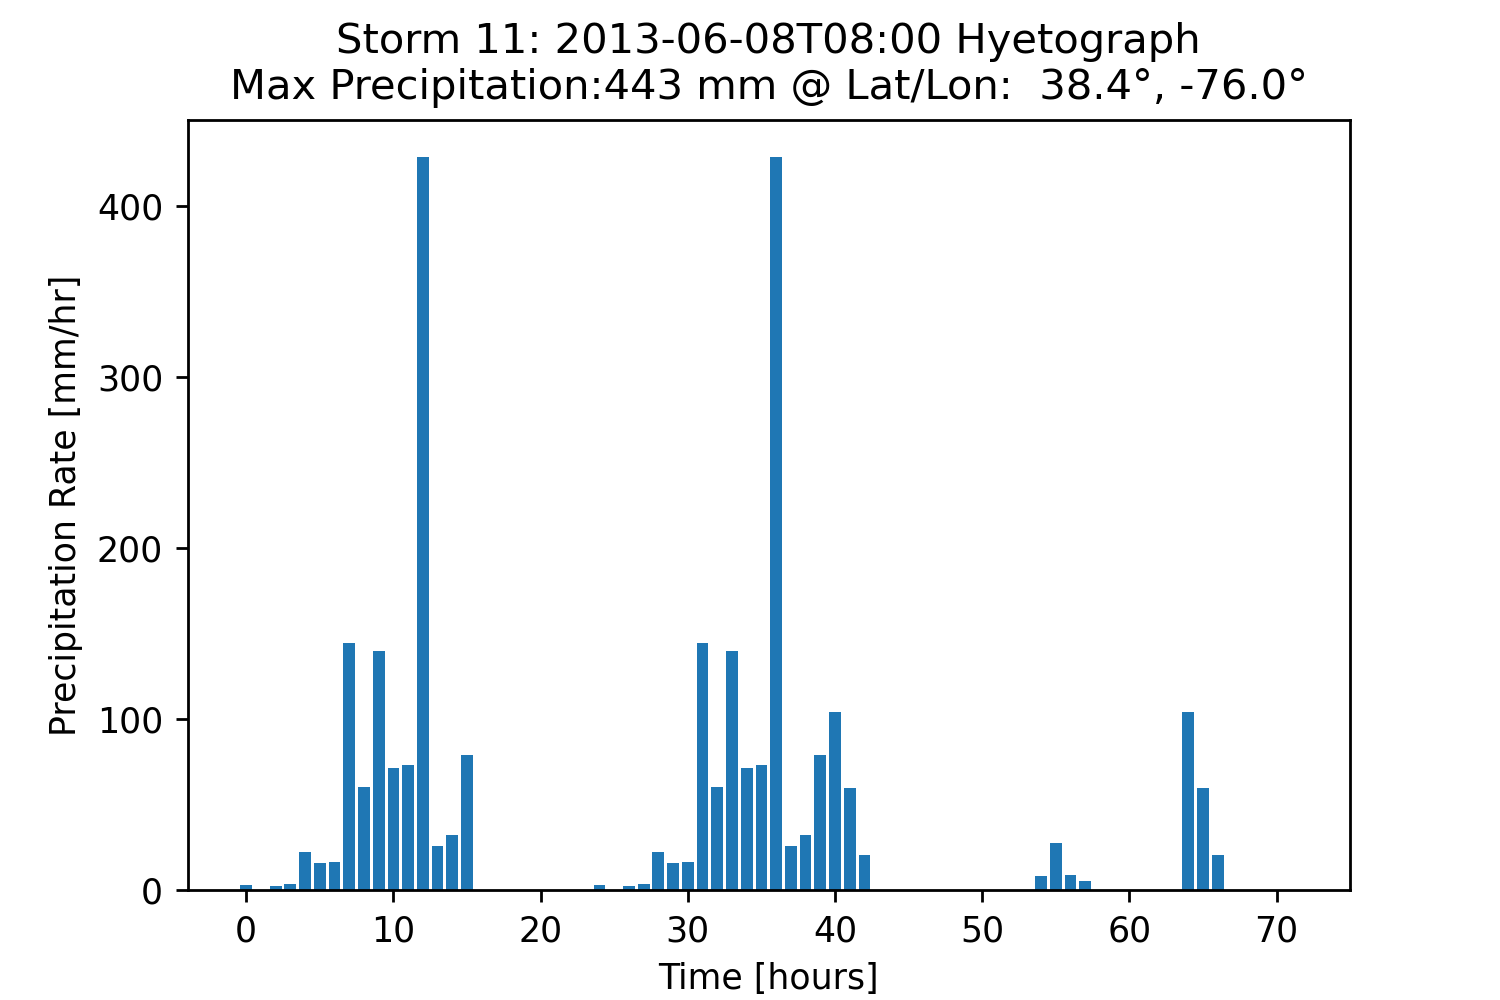 Storm 11: 2013-06-08T08:00 Hyetograph
Max Precipitation:443 mm @ Lat/Lon:  38.4°, -76.0°
Precipitation Rate [mm/hr]
400
300
200
100
0
0 10 20 30 40 50 60 70
Time [hours]